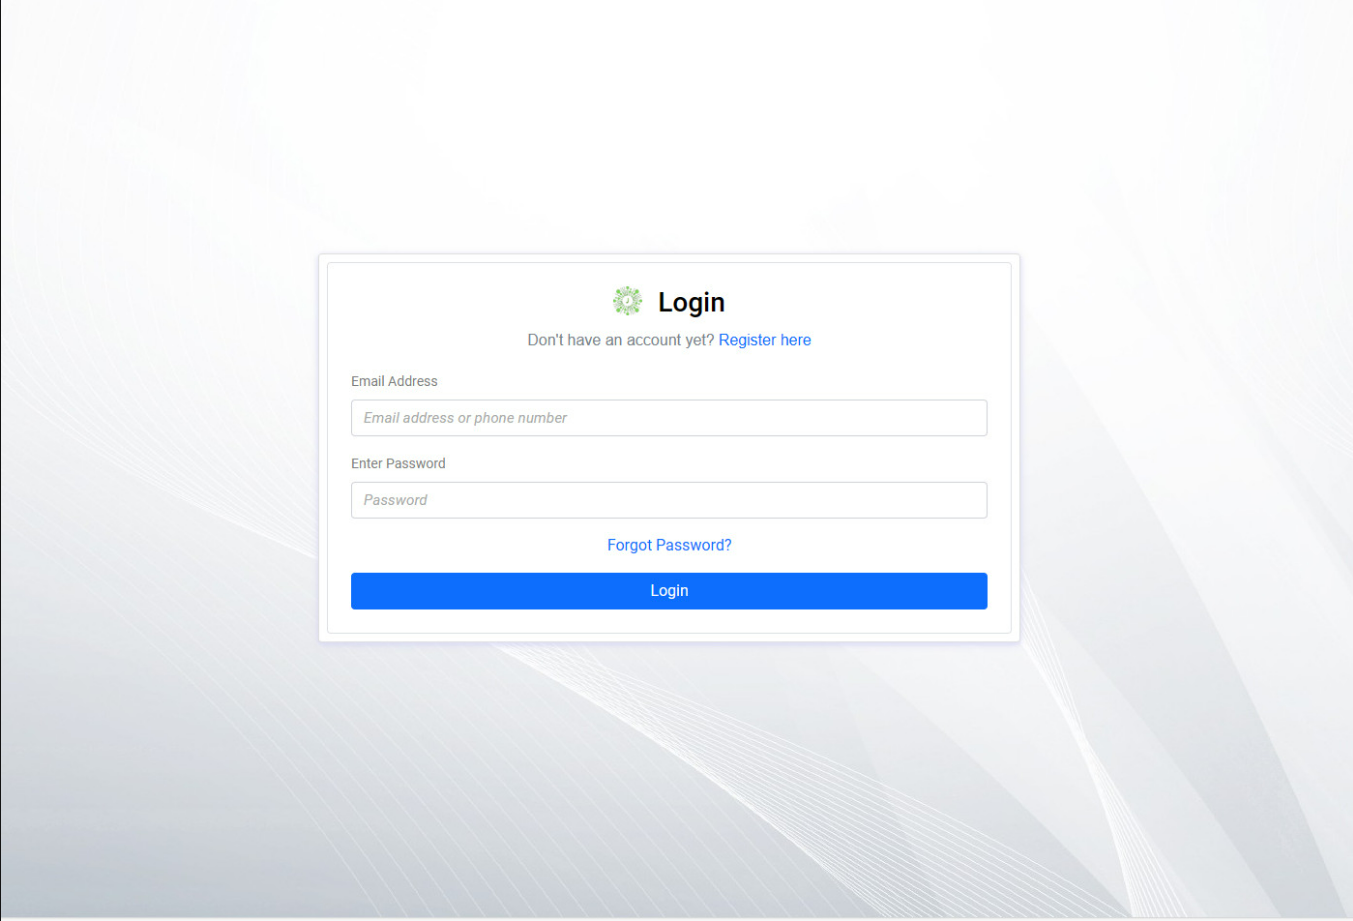 Login
Don't have an account yet? Register here
Email Address
Email address or phone number
Enter Password
Password
Forgot Password?
Login